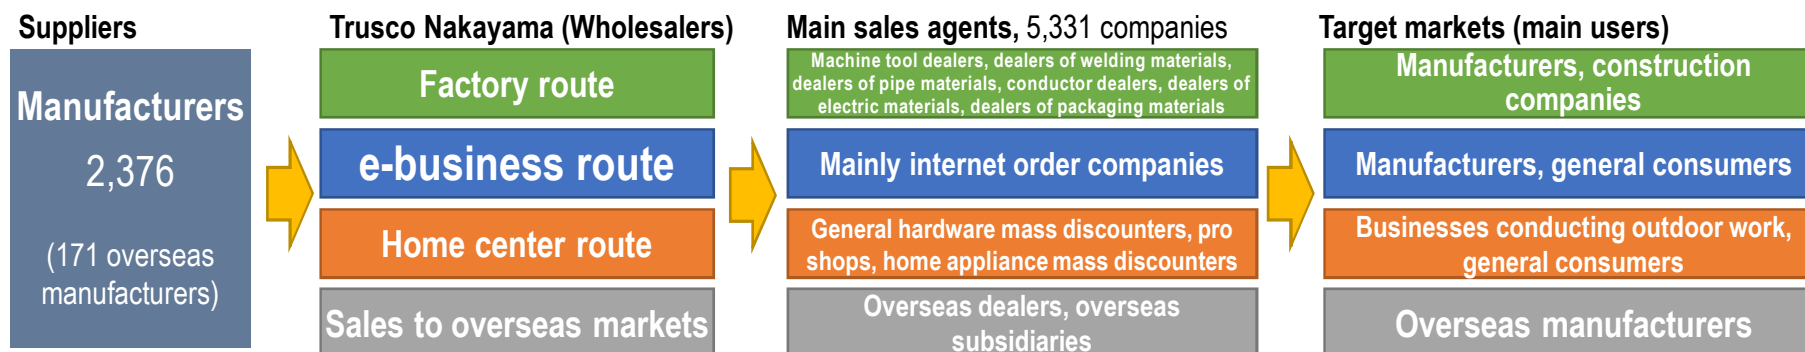 Suppliers
Manufacturers
2,376
(171 overseas
manufacturers)
Trusco Nakayama (Wholesalers)
Factory route
e-business route
Home center route
Sales to overseas markets
Main sales agents, 5,331 companies
Machine tool dealers, dealers of welding materials,
dealers of pipe materials, conductor dealers, dealers of
electric materials, dealers of packaging materials
Mainly internet order companies
General hardware mass discounters, pro
shops, home appliance mass discounters
Overseas dealers, overseas
subsidiaries
Target markets (main users)
Manufacturers, construction
companies
Manufacturers, general consumers
Businesses conducting outdoor work,
general consumers
Overseas manufacturers